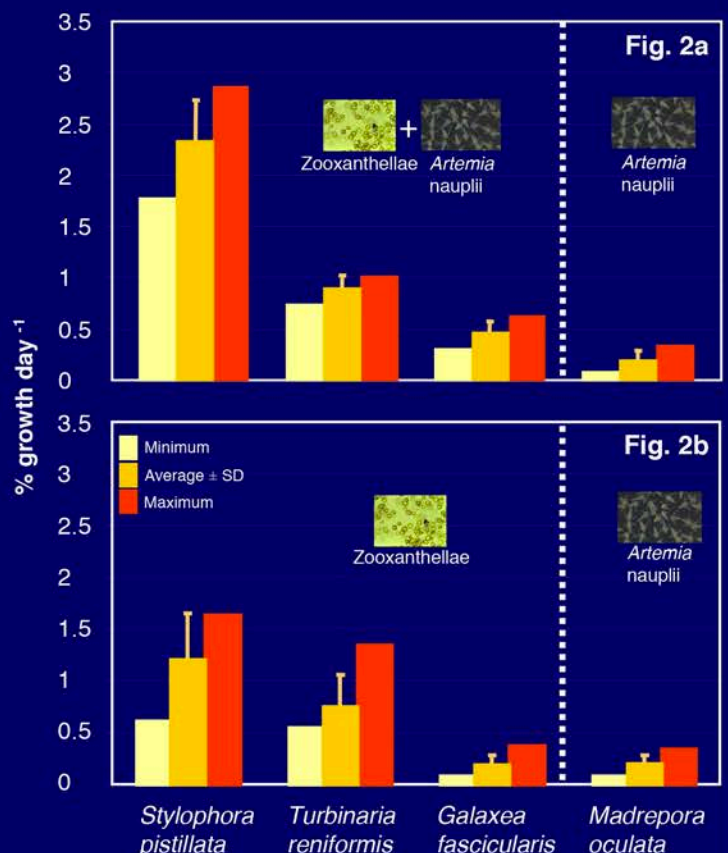 Fig. 2a
3.5
3
2.5
2
1.5
1
0.5
0
+
Zooxanthellae Artemia
nauplii
Artemia
nauplii
% growth day -1
Fig. 2b
3.5
3
2.5
2
1.5
1
0.5
0
Minimum
Average ± SD
Maximum
Zooxanthellae
Artemia
nauplii
Stylophora
pistillata
Turbinaria
reniformis
Galaxea
fascicularis
Madrepora
oculata